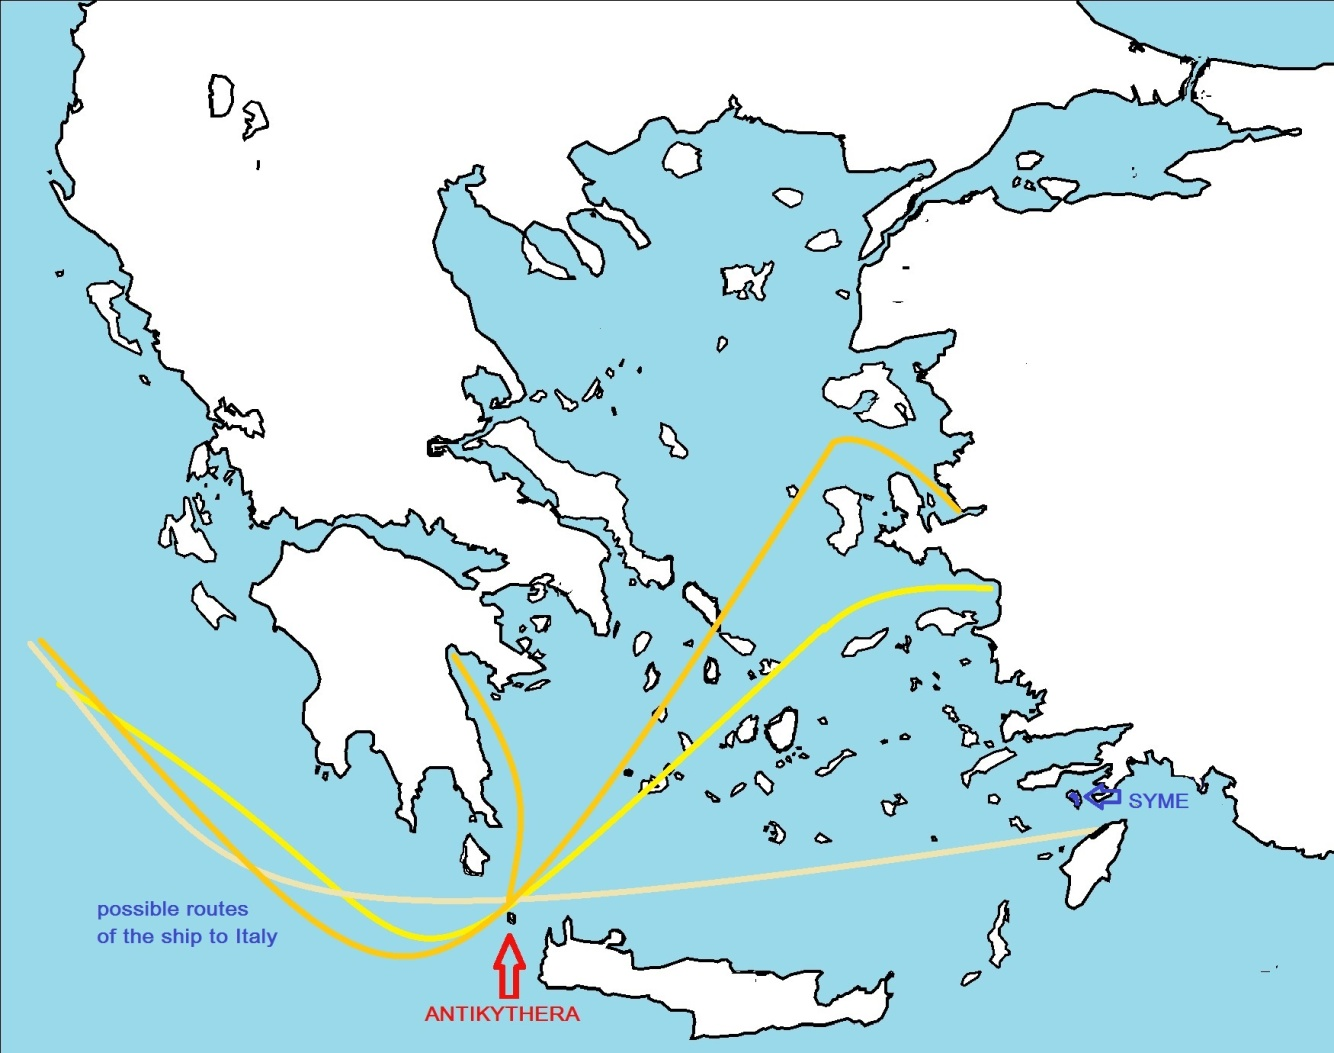 SYME
possible routes
of the ship to Italy
ANTIKYTHERA